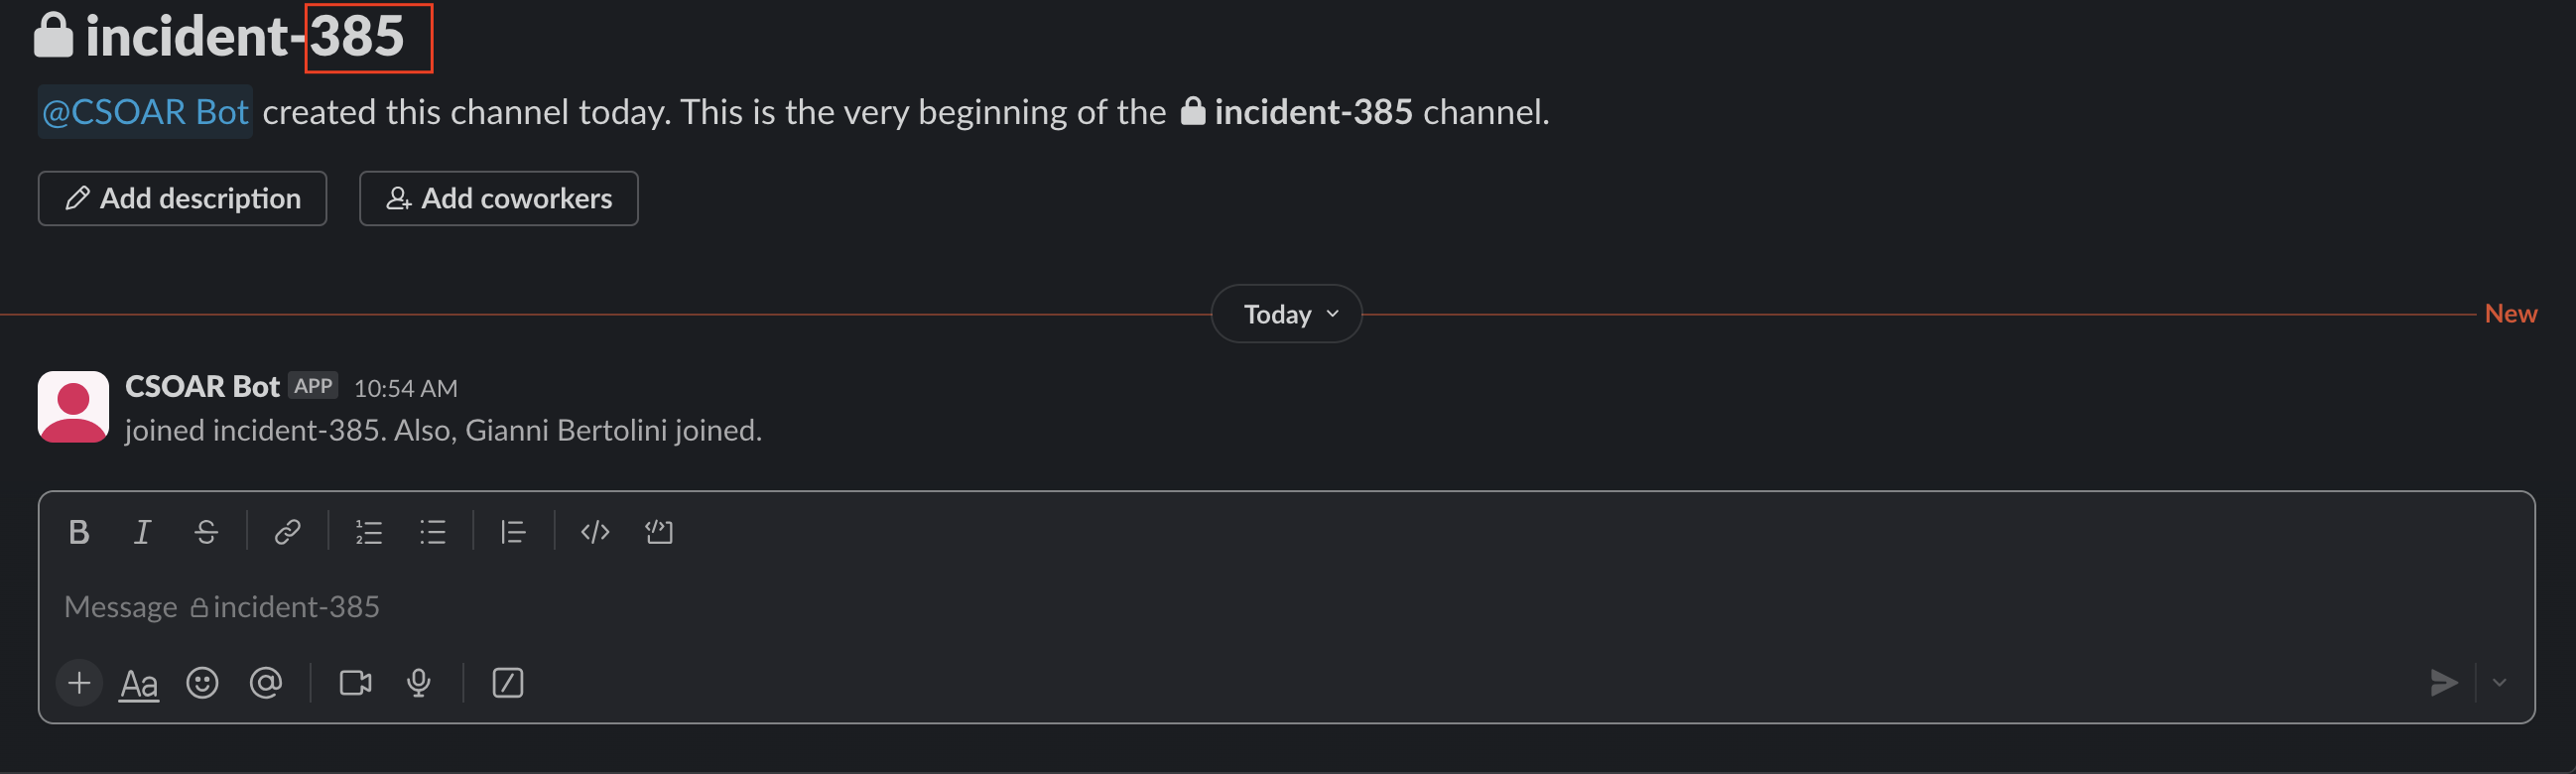 incident-385
@CSOAR Bot created this channel today. This is the very beginning of the incident-385 channel.
Add description Add coworkers
Today New
CSOAR Bot APP 10:54 AM
joined incident-385. Also, Gianni Bertolini joined.
Message incident-385
Aa